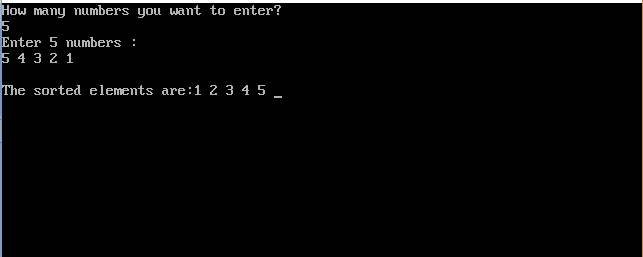 How many numbers you want to enter?
5
Enter 5 numbers :
5 4 3 2 1
The sorted elements are:1 2 3 4 5 _